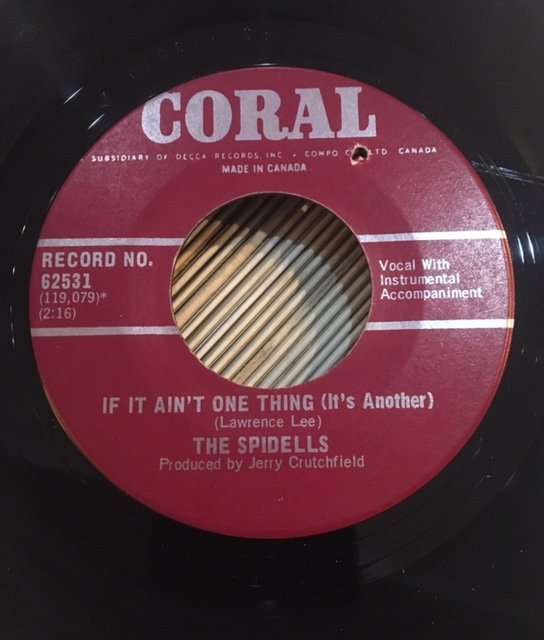 CORAL
SUBSIDIARY OF DECCA RECORDS, INC • COMPO LTD CANADA
MADE IN CANADA
RECORD NO.
62531
(119,079)*
(2:16)
Vocal With
Instrumental
Accompaniment
IF IT AIN'T ONE THING (It's Another)
(Lawrence Lee)
THE SPIDELLS
Produced by Jerry Crutchfield